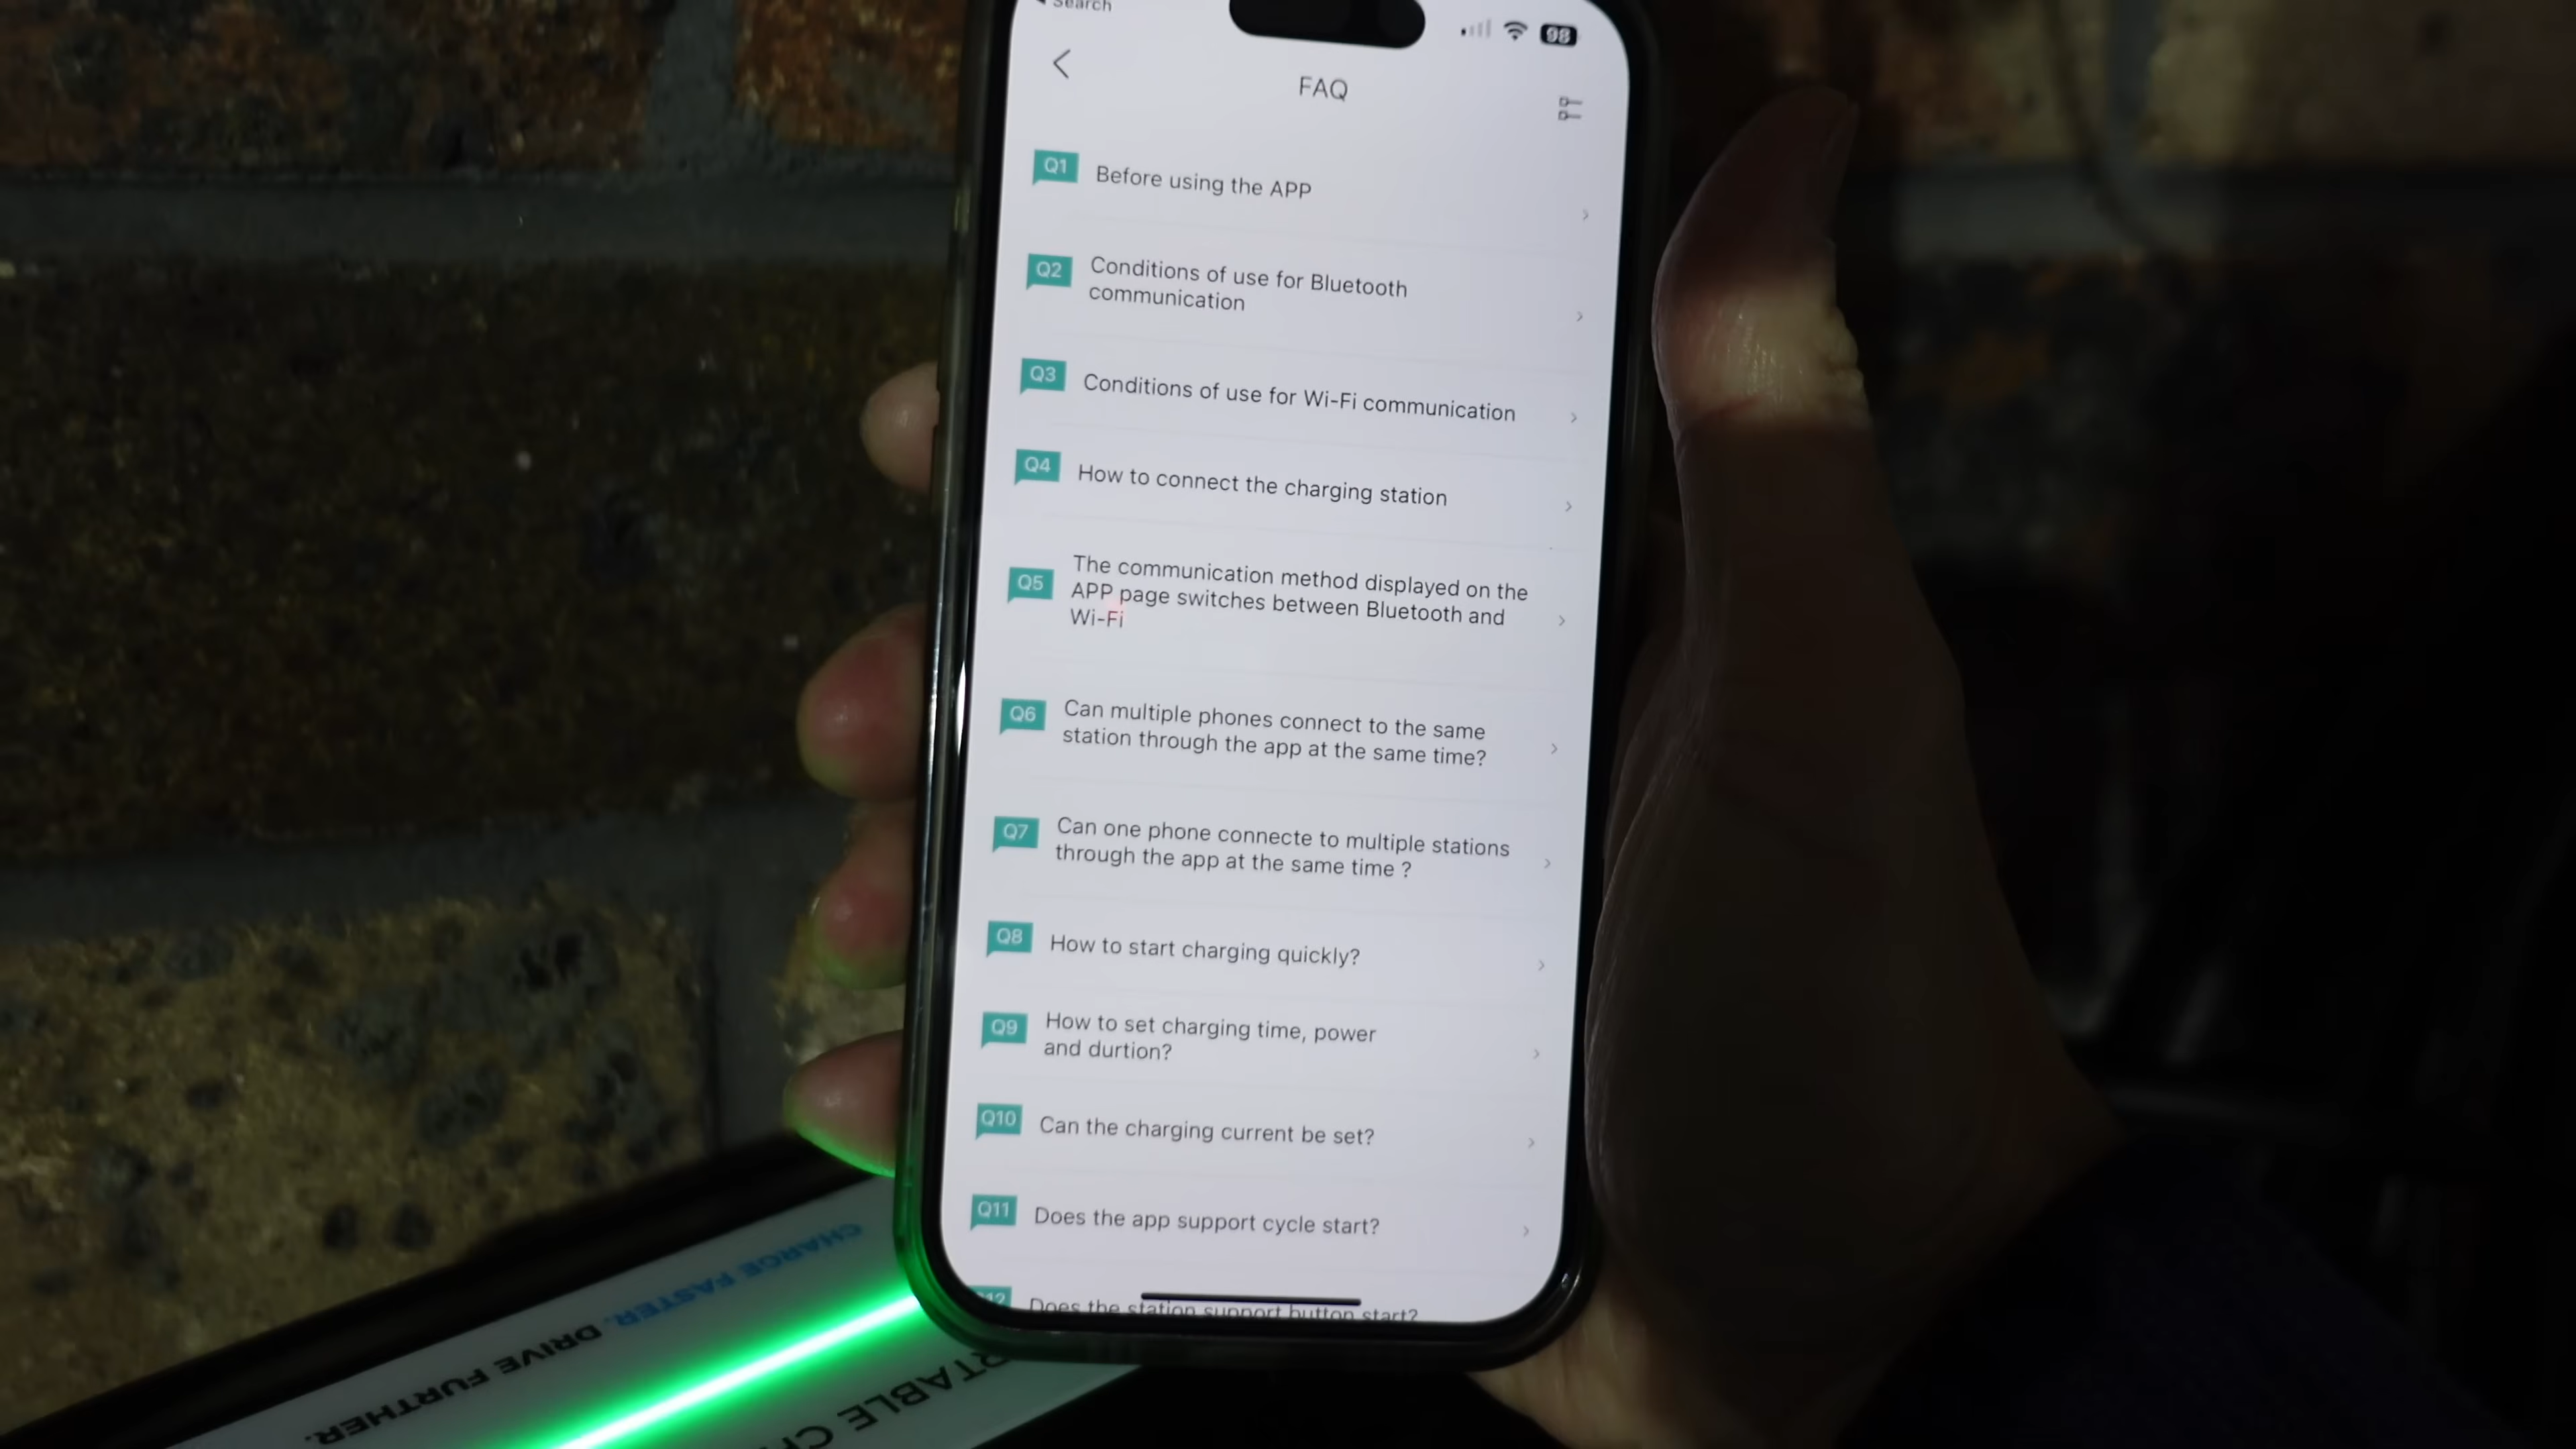 Search
98
FAQ
Q1
Before using the APP
Q2
Conditions of use for Bluetooth
communication
Q3
Conditions of use for Wi-Fi communication
Q4
How to connect the charging station
Q5
The communication method displayed on the
APP page switches between Bluetooth and
Wi-Fi
Q6
Can multiple phones connect to the same
station through the app at the same time?
Q7
Can one phone connecte to multiple stations
through the app at the same time ?
Q8
How to start charging quickly?
Q9
How to set charging time, power
and durtion?
Q10
Can the charging current be set?
Q11
Does the app support cycle start?
Does the station support button start?
CHARGE FASTER. DRIVE FURTHER.